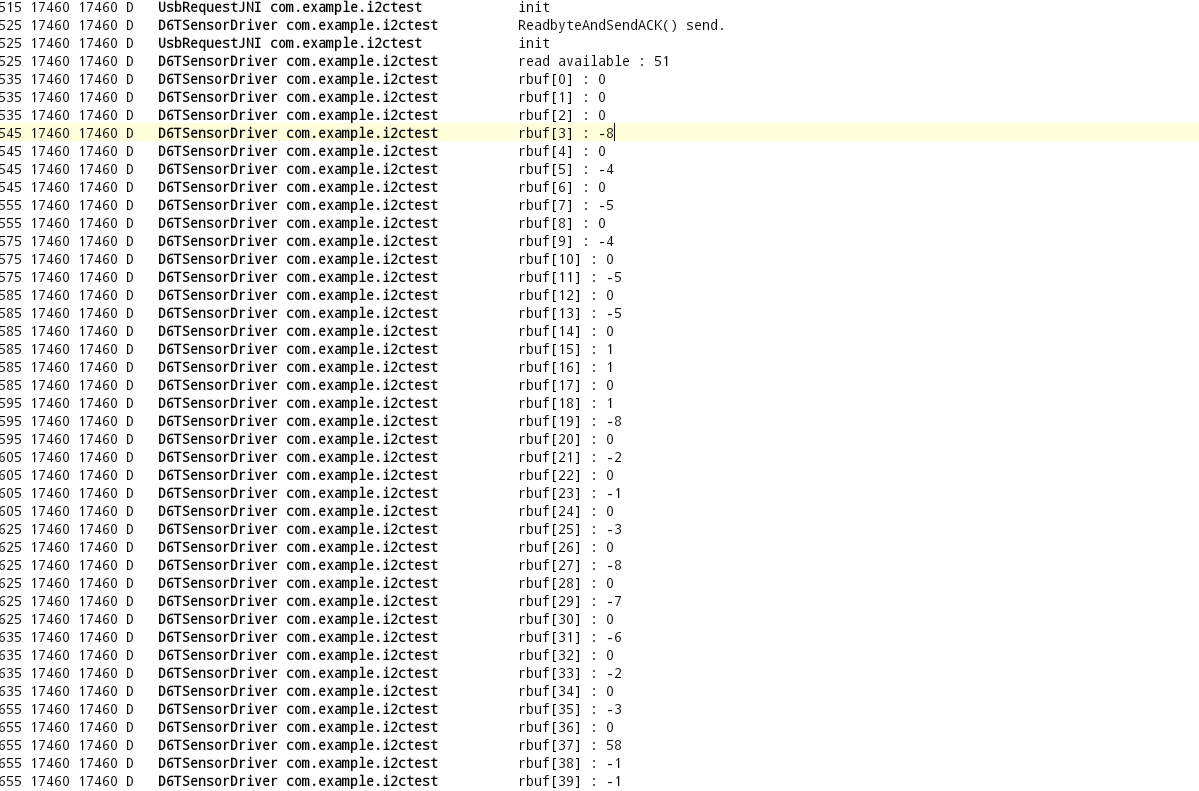 515 17460 17460 D UsbRequestJNI com.example.i2ctest init
525 17460 17460 D D6TSensorDriver com.example.i2ctest ReadbyteAndSendACK() send.
525 17460 17460 D UsbRequestJNI com.example.i2ctest init
525 17460 17460 D D6TSensorDriver com.example.i2ctest read available : 51
535 17460 17460 D D6TSensorDriver com.example.i2ctest rbuf[0] : 0
535 17460 17460 D D6TSensorDriver com.example.i2ctest rbuf[1] : 0
535 17460 17460 D D6TSensorDriver com.example.i2ctest rbuf[2] : 0
545 17460 17460 D D6TSensorDriver com.example.i2ctest rbuf[3] : -8
545 17460 17460 D D6TSensorDriver com.example.i2ctest rbuf[4] : 0
545 17460 17460 D D6TSensorDriver com.example.i2ctest rbuf[5] : -4
545 17460 17460 D D6TSensorDriver com.example.i2ctest rbuf[6] : 0
555 17460 17460 D D6TSensorDriver com.example.i2ctest rbuf[7] : -5
555 17460 17460 D D6TSensorDriver com.example.i2ctest rbuf[8] : 0
575 17460 17460 D D6TSensorDriver com.example.i2ctest rbuf[9] : -4
575 17460 17460 D D6TSensorDriver com.example.i2ctest rbuf[10] : 0
575 17460 17460 D D6TSensorDriver com.example.i2ctest rbuf[11] : -5
585 17460 17460 D D6TSensorDriver com.example.i2ctest rbuf[12] : 0
585 17460 17460 D D6TSensorDriver com.example.i2ctest rbuf[13] : -5
585 17460 17460 D D6TSensorDriver com.example.i2ctest rbuf[14] : 0
585 17460 17460 D D6TSensorDriver com.example.i2ctest rbuf[15] : 1
585 17460 17460 D D6TSensorDriver com.example.i2ctest rbuf[16] : 1
585 17460 17460 D D6TSensorDriver com.example.i2ctest rbuf[17] : 0
595 17460 17460 D D6TSensorDriver com.example.i2ctest rbuf[18] : 1
595 17460 17460 D D6TSensorDriver com.example.i2ctest rbuf[19] : -8
595 17460 17460 D D6TSensorDriver com.example.i2ctest rbuf[20] : 0
605 17460 17460 D D6TSensorDriver com.example.i2ctest rbuf[21] : -2
605 17460 17460 D D6TSensorDriver com.example.i2ctest rbuf[22] : 0
605 17460 17460 D D6TSensorDriver com.example.i2ctest rbuf[23] : -1
605 17460 17460 D D6TSensorDriver com.example.i2ctest rbuf[24] : 0
625 17460 17460 D D6TSensorDriver com.example.i2ctest rbuf[25] : -3
625 17460 17460 D D6TSensorDriver com.example.i2ctest rbuf[26] : 0
625 17460 17460 D D6TSensorDriver com.example.i2ctest rbuf[27] : -8
625 17460 17460 D D6TSensorDriver com.example.i2ctest rbuf[28] : 0
625 17460 17460 D D6TSensorDriver com.example.i2ctest rbuf[29] : -7
625 17460 17460 D D6TSensorDriver com.example.i2ctest rbuf[30] : 0
635 17460 17460 D D6TSensorDriver com.example.i2ctest rbuf[31] : -6
635 17460 17460 D D6TSensorDriver com.example.i2ctest rbuf[32] : 0
635 17460 17460 D D6TSensorDriver com.example.i2ctest rbuf[33] : -2
635 17460 17460 D D6TSensorDriver com.example.i2ctest rbuf[34] : 0
655 17460 17460 D D6TSensorDriver com.example.i2ctest rbuf[35] : -3
655 17460 17460 D D6TSensorDriver com.example.i2ctest rbuf[36] : 0
655 17460 17460 D D6TSensorDriver com.example.i2ctest rbuf[37] : 58
655 17460 17460 D D6TSensorDriver com.example.i2ctest rbuf[38] : -1
655 17460 17460 D D6TSensorDriver com.example.i2ctest rbuf[39] : -1